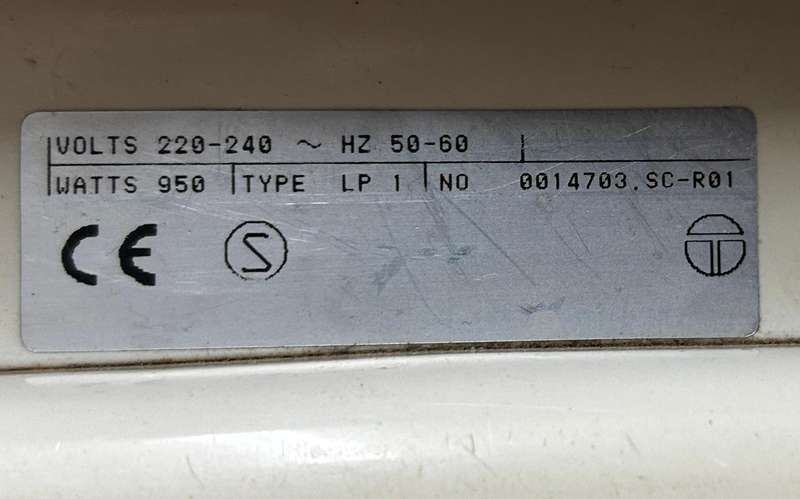 VOLTS 220-240 ~ HZ 50-60
WATTS 950 TYPE LP 1 NO 0014703.SC-R01
CE S